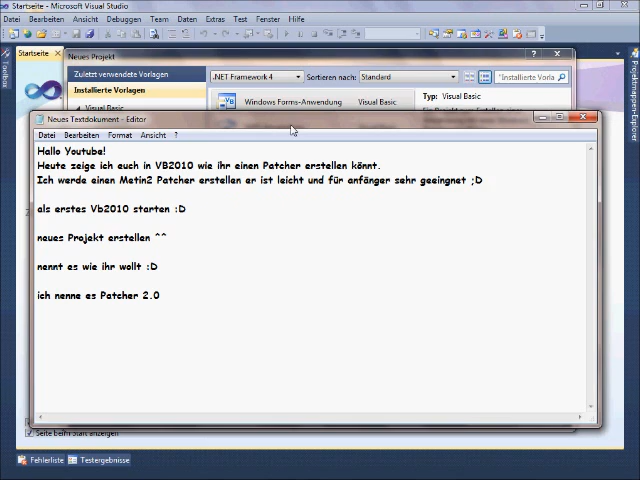 Startseite - Microsoft Visual Studio
Datei Bearbeiten Ansicht Debuggen Team Daten Extras Test Fenster Hilfe
Startseite
Toolbox
Projektmappen-Explorer
Neues Projekt
Zuletzt verwendete Vorlagen
.NET Framework 4
Sortieren nach:
Standard
"Installierte Vorla
Installierte Vorlagen
Visual Basic
Windows Forms-Anwendung
Visual Basic
Typ: Visual Basic
Neues Textdokument - Editor
Datei Bearbeiten Format Ansicht ?
Hallo Youtube!
Heute zeige ich euch in VB2010 wie ihr einen Patcher erstellen könnt.
Ich werde einen Metin2 Patcher erstellen er ist leicht und für anfänger sehr geeingnet ;D
als erstes Vb2010 starten :D
neues Projekt erstellen ^^
nennt es wie ihr wollt :D
ich nenne es Patcher 2.0
Seite beim Start anzeigen
Fehlerliste Testergebnisse